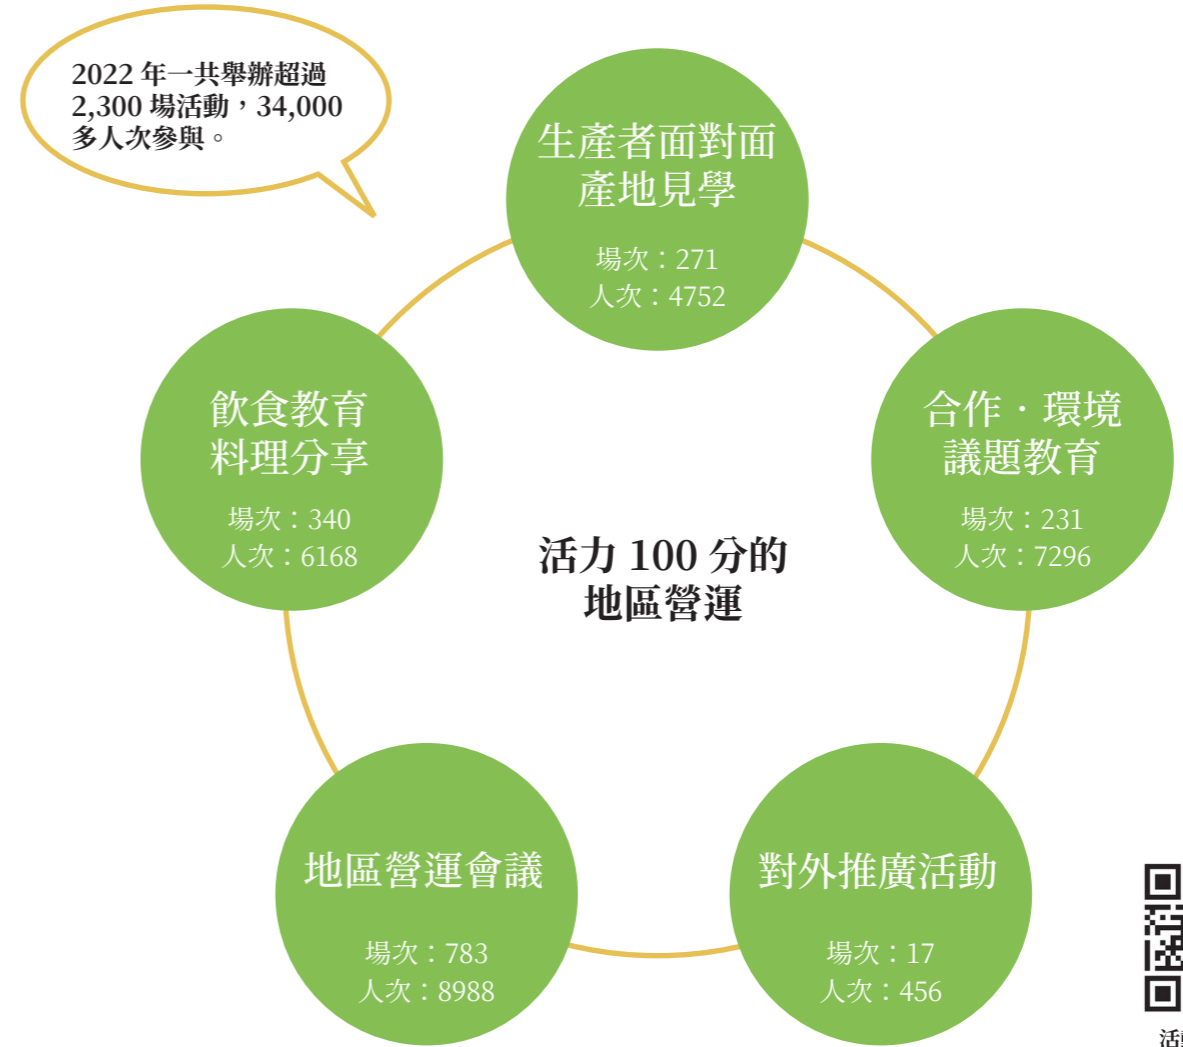 2022 年一共舉辦超過
2,300 場活動，34,000
多人次參與。
生產者面對面
產地見學
場次：271
人次：4752
飲食教育
料理分享
場次：340
人次：6168
合作・環境
議題教育
場次：231
人次：7296
活力 100 分的
地區營運
地區營運會議
場次：783
人次：8988
對外推廣活動
場次：17
人次：456
活